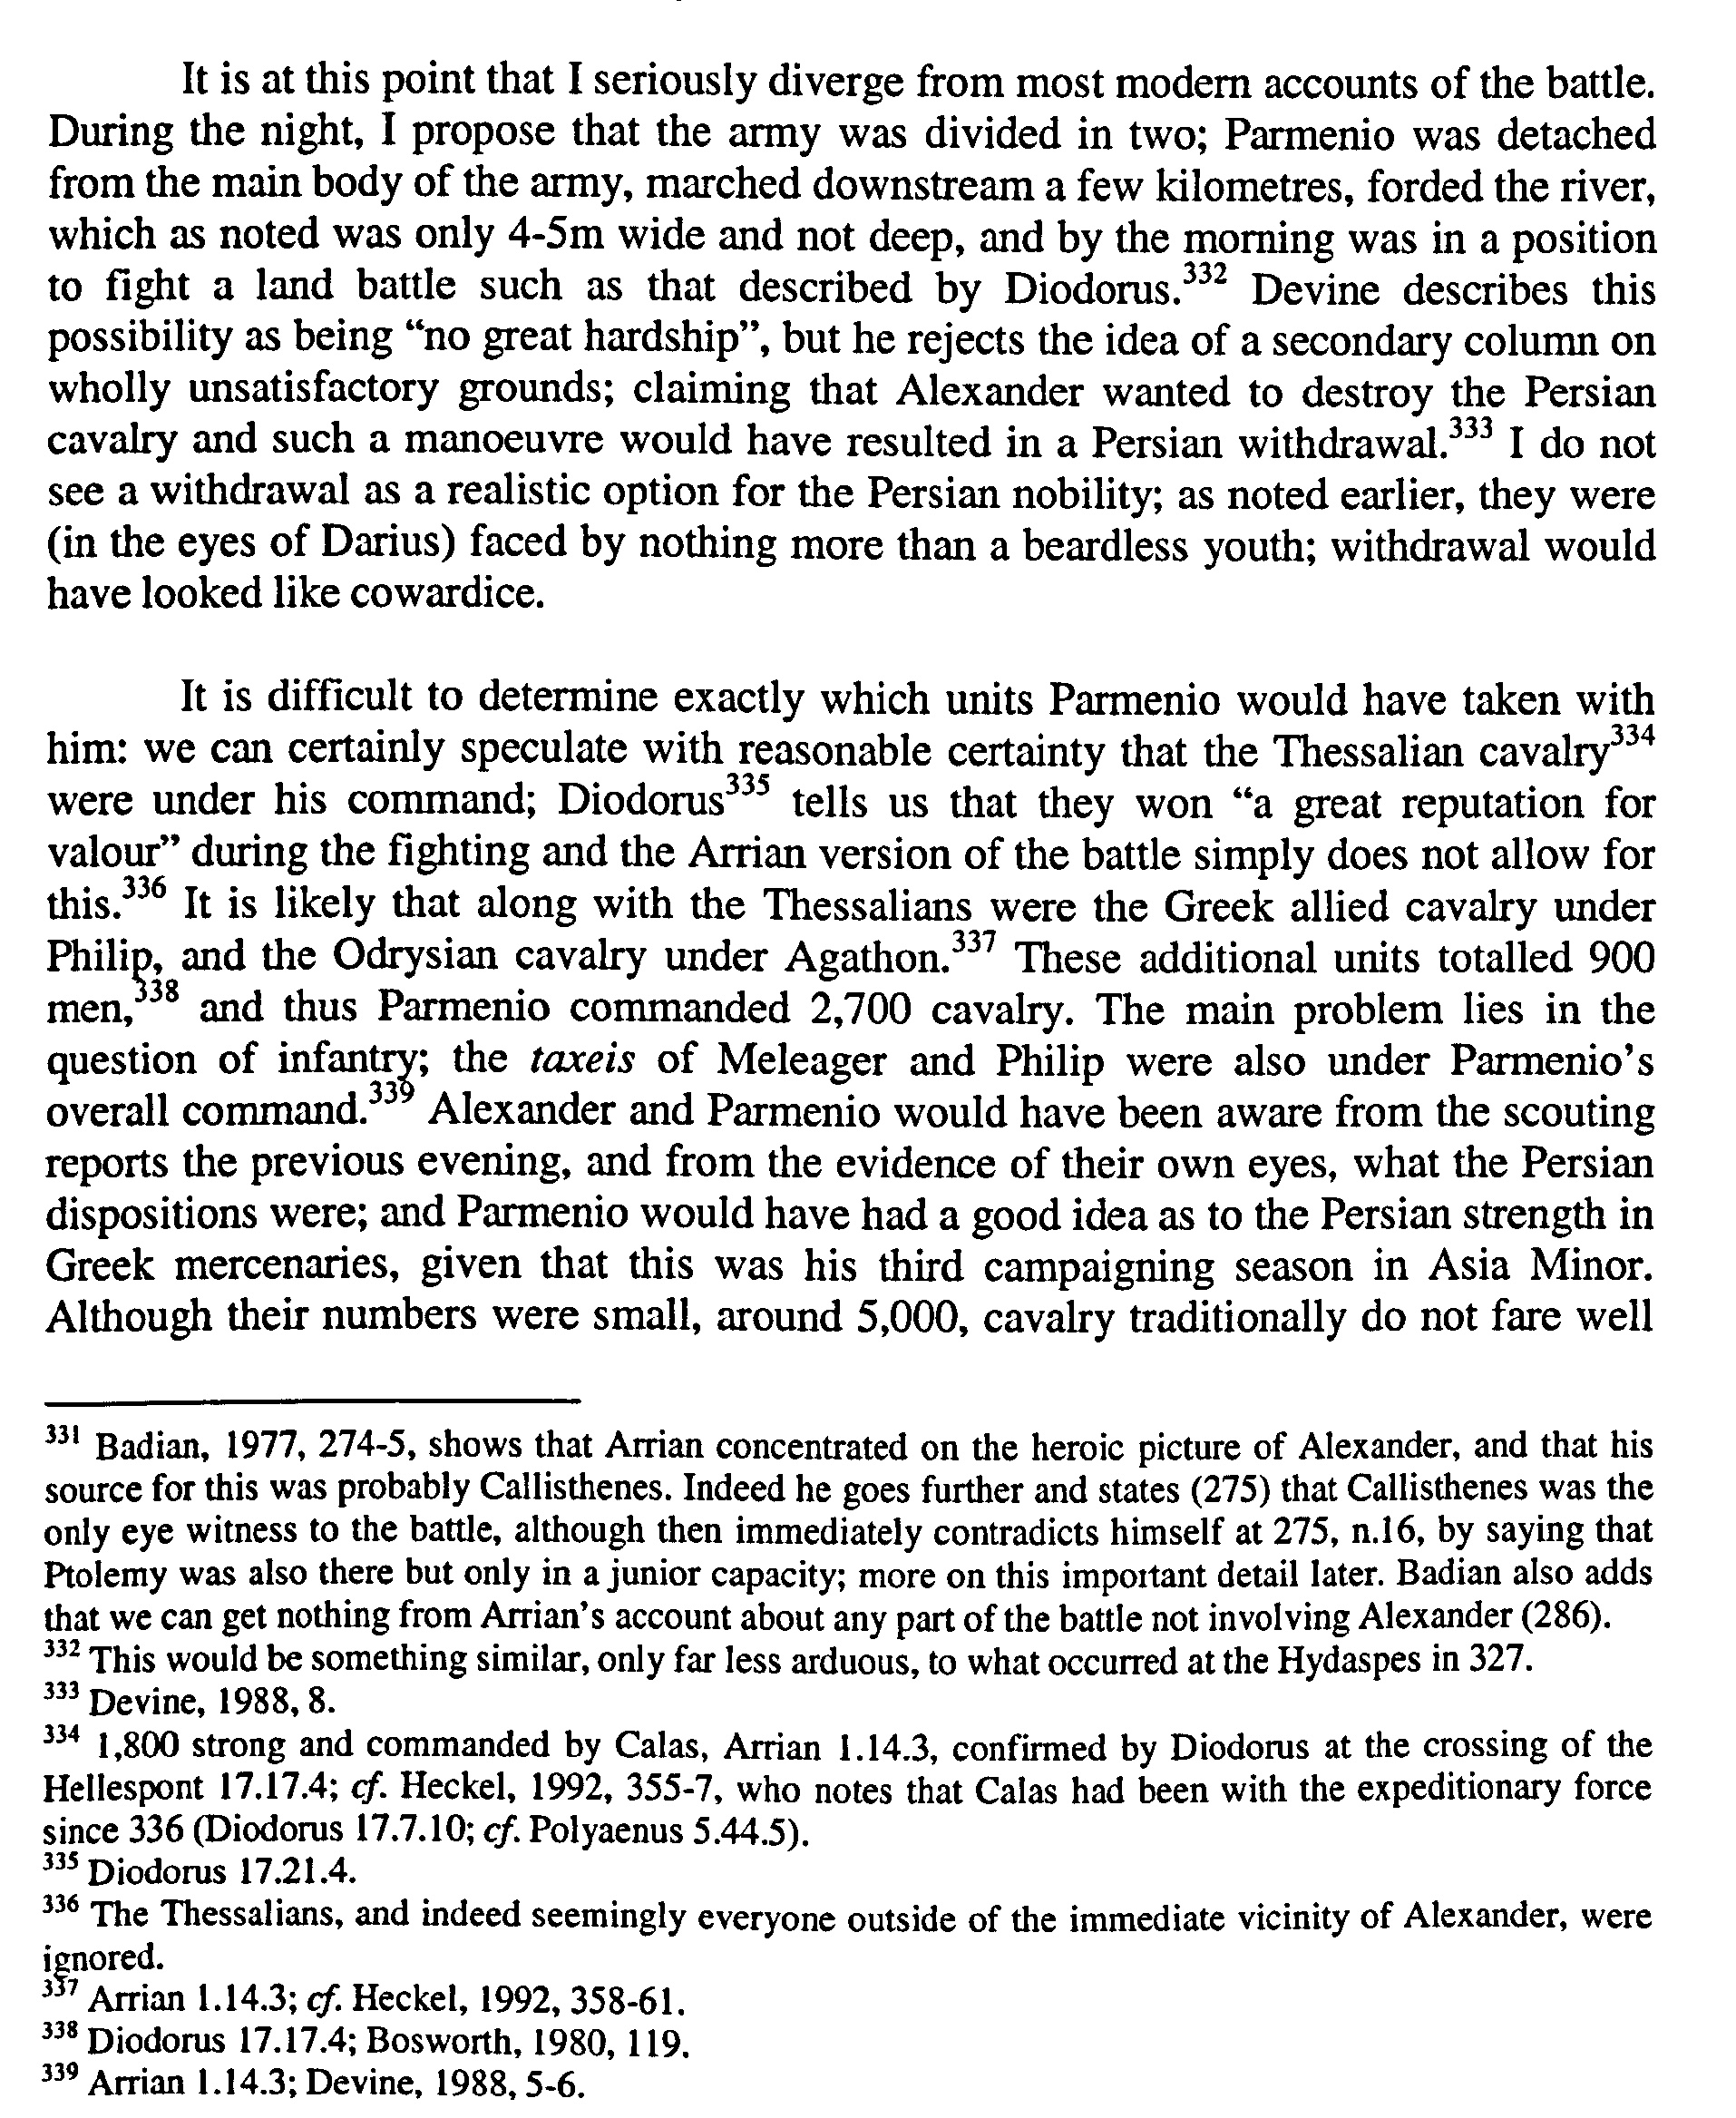 It is at this point that I seriously diverge from most modern accounts of the battle.
During the night, I propose that the army was divided in two; Parmenio was detached
from the main body of the army, marched downstream a few kilometres, forded the river,
which as noted was only 4-5m wide and not deep, and by the morning was in a position
to fight a land battle such as that described by Diodorus.³³² Devine describes this
possibility as being “no great hardship”, but he rejects the idea of a secondary column on
wholly unsatisfactory grounds; claiming that Alexander wanted to destroy the Persian
cavalry and such a manoeuvre would have resulted in a Persian withdrawal.³³³ I do not
see a withdrawal as a realistic option for the Persian nobility; as noted earlier, they were
(in the eyes of Darius) faced by nothing more than a beardless youth; withdrawal would
have looked like cowardice.
It is difficult to determine exactly which units Parmenio would have taken with
him: we can certainly speculate with reasonable certainty that the Thessalian cavalry³³⁴
were under his command; Diodorus³³⁵ tells us that they won “a great reputation for
valour” during the fighting and the Arrian version of the battle simply does not allow for
this.³³⁶ It is likely that along with the Thessalians were the Greek allied cavalry under
Philip, and the Odrysian cavalry under Agathon.³³⁷ These additional units totalled 900
men,³³⁸ and thus Parmenio commanded 2,700 cavalry. The main problem lies in the
question of infantry; the taxeis of Meleager and Philip were also under Parmenio’s
overall command.³³⁹ Alexander and Parmenio would have been aware from the scouting
reports the previous evening, and from the evidence of their own eyes, what the Persian
dispositions were; and Parmenio would have had a good idea as to the Persian strength in
Greek mercenaries, given that this was his third campaigning season in Asia Minor.
Although their numbers were small, around 5,000, cavalry traditionally do not fare well
³³¹ Badian, 1977, 274-5, shows that Arrian concentrated on the heroic picture of Alexander, and that his
source for this was probably Callisthenes. Indeed he goes further and states (275) that Callisthenes was the
only eye witness to the battle, although then immediately contradicts himself at 275, n.16, by saying that
Ptolemy was also there but only in a junior capacity; more on this important detail later. Badian also adds
that we can get nothing from Arrian’s account about any part of the battle not involving Alexander (286).
³³² This would be something similar, only far less arduous, to what occurred at the Hydaspes in 327.
³³³ Devine, 1988, 8.
³³⁴ 1,800 strong and commanded by Calas, Arrian 1.14.3, confirmed by Diodorus at the crossing of the
Hellespont 17.17.4; cf. Heckel, 1992, 355-7, who notes that Calas had been with the expeditionary force
since 336 (Diodorus 17.7.10; cf. Polyaenus 5.44.5).
³³⁵ Diodorus 17.21.4.
³³⁶ The Thessalians, and indeed seemingly everyone outside of the immediate vicinity of Alexander, were
ignored.
³³⁷ Arrian 1.14.3; cf. Heckel, 1992, 358-61.
³³⁸ Diodorus 17.17.4; Bosworth, 1980, 119.
³³⁹ Arrian 1.14.3; Devine, 1988, 5-6.